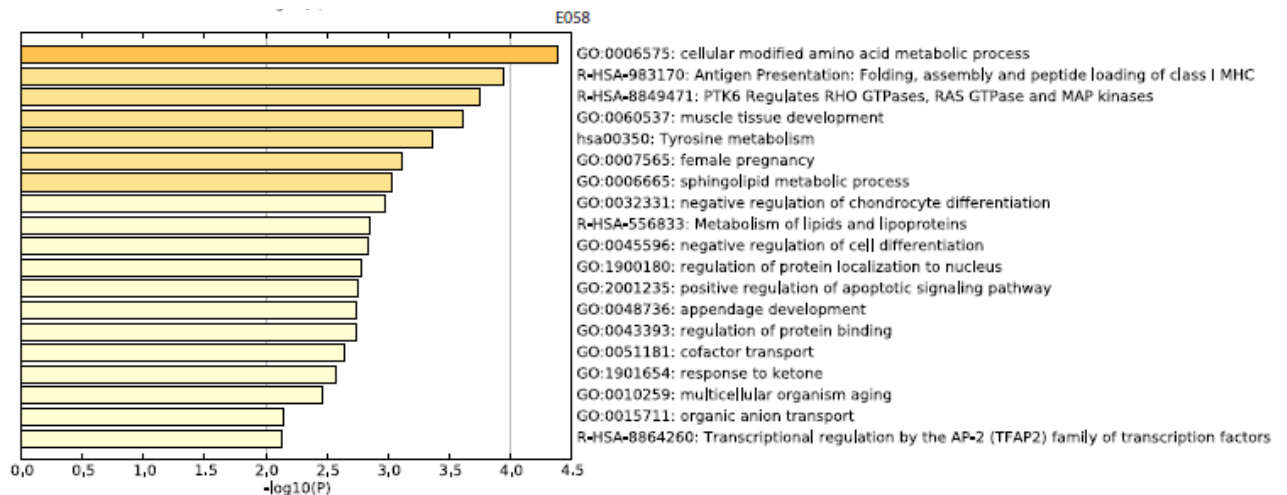 E058
GO:0006575: cellular modified amino acid metabolic process
R-HSA-983170: Antigen Presentation: Folding, assembly and peptide loading of class I MHC
R-HSA-8849471: PTK6 Regulates RHO GTPases, RAS GTPase and MAP kinases
GO:0060537: muscle tissue development
hsa00350: Tyrosine metabolism
GO:0007565: female pregnancy
GO:0006665: sphingolipid metabolic process
GO:0032331: negative regulation of chondrocyte differentiation
R-HSA-556833: Metabolism of lipids and lipoproteins
GO:0045596: negative regulation of cell differentiation
GO:1900180: regulation of protein localization to nucleus
GO:2001235: positive regulation of apoptotic signaling pathway
GO:0048736: appendage development
GO:0043393: regulation of protein binding
GO:0051181: cofactor transport
GO:1901654: response to ketone
GO:0010259: multicellular organism aging
GO:0015711: organic anion transport
R-HSA-8864260: Transcriptional regulation by the AP-2 (TFAP2) family of transcription factors
0.0 0.5 1.0 1.5 2.0 2.5 3.0 3.5 4.0 4.5
-log10(P)